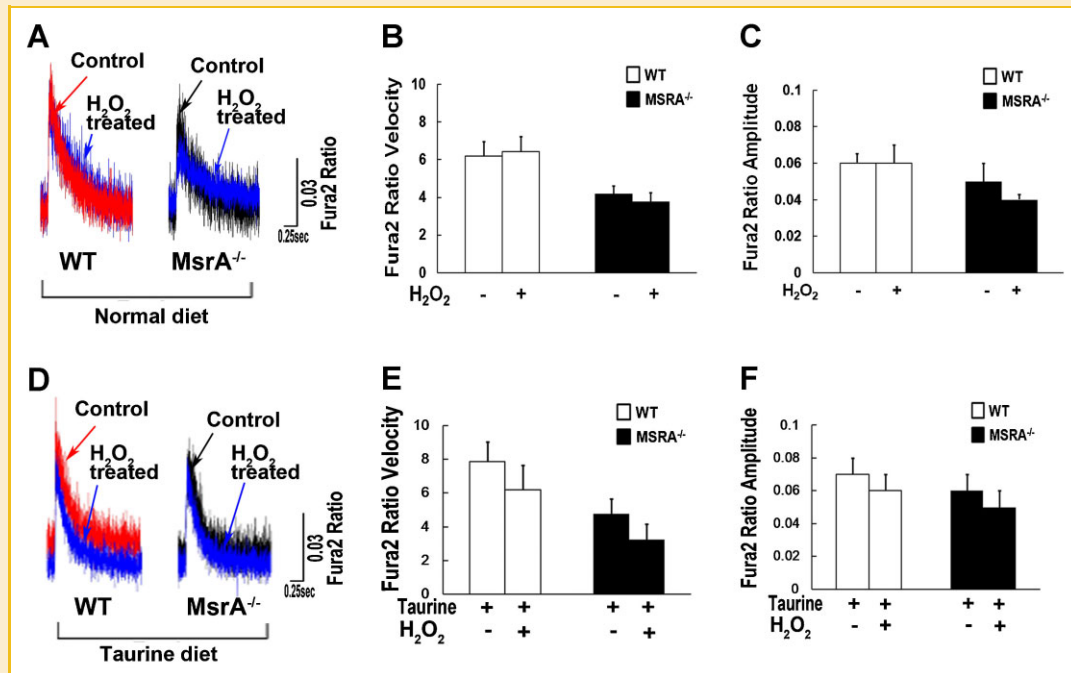 A
Control
H2O2
treated
Control
H2O2
treated
0.03
Fura2 Ratio
0.25sec
WT
MsrA-/-
Normal diet
B
WT
MSRA-/-
Fura2 Ratio Velocity
10
8
6
4
2
0
H2O2 - + - +
C
WT
MSRA-/-
Fura2 Ratio Amplitude
0.1
0.08
0.06
0.04
0.02
0
H2O2 - + - +
D
Control
H2O2
treated
Control
H2O2
treated
0.03
Fura2 Ratio
0.25sec
WT
MsrA-/-
Taurine diet
E
WT
MSRA-/-
Fura2 Ratio Velocity
10
8
6
4
2
0
Taurine + + + +
H2O2 - + - +
F
WT
MSRA-/-
Fura2 Ratio Amplitude
0.1
0.08
0.06
0.04
0.02
0
Taurine + + + +
H2O2 - + - +